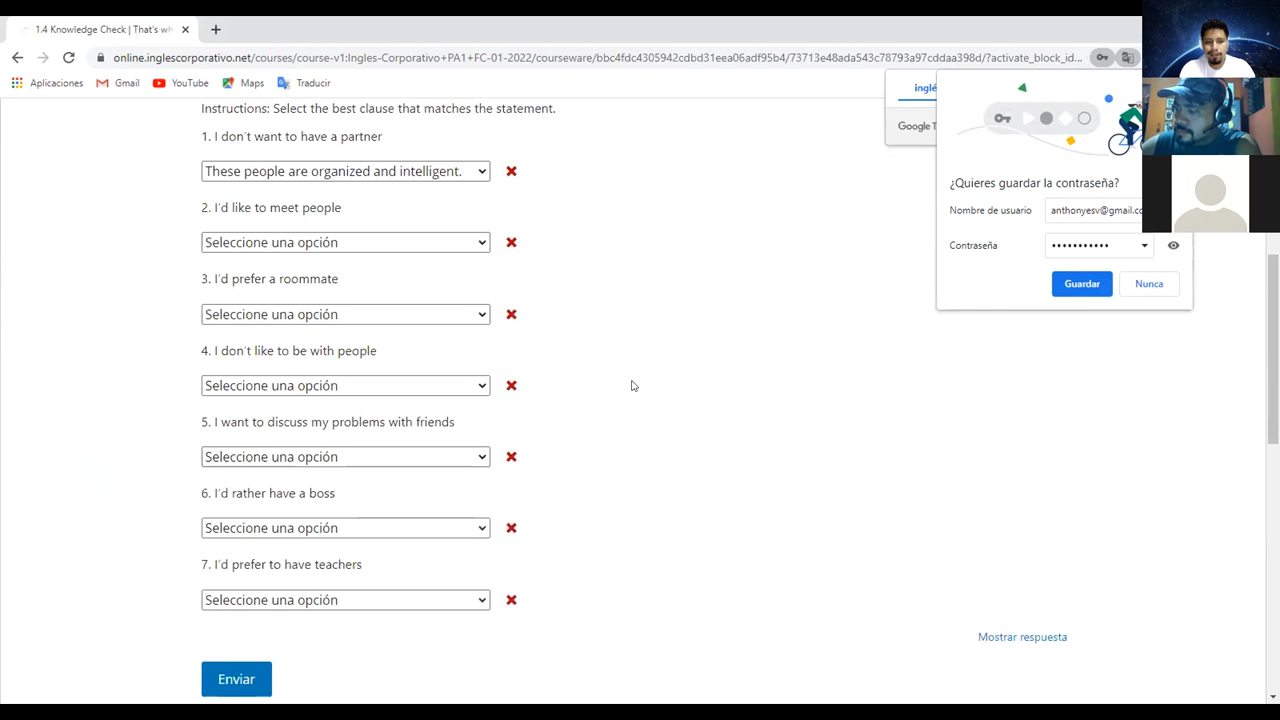 1.4 Knowledge Check | That's wh
online.inglescorporativo.net/courses/course-v1:Ingles-Corporativo+PA1+FC-01-2022/courseware/bbc4fdc4305942cdbd31eea06adf95b4/73713e48ada543c78793a97cddaa398d/?activate_block_id...
Aplicaciones Gmail YouTube Maps Traducir
Instructions: Select the best clause that matches the statement.
1. I don´t want to have a partner
These people are organized and intelligent.
2. I´d like to meet people
Seleccione una opción
3. I´d prefer a roommate
Seleccione una opción
4. I don´t like to be with people
Seleccione una opción
5. I want to discuss my problems with friends
Seleccione una opción
6. I´d rather have a boss
Seleccione una opción
7. I´d prefer to have teachers
Seleccione una opción
Mostrar respuesta
Enviar
inglé
Google T
¿Quieres guardar la contraseña?
Nombre de usuario anthonyesv@gmail.co
Contraseña •••••••••••
Guardar Nunca